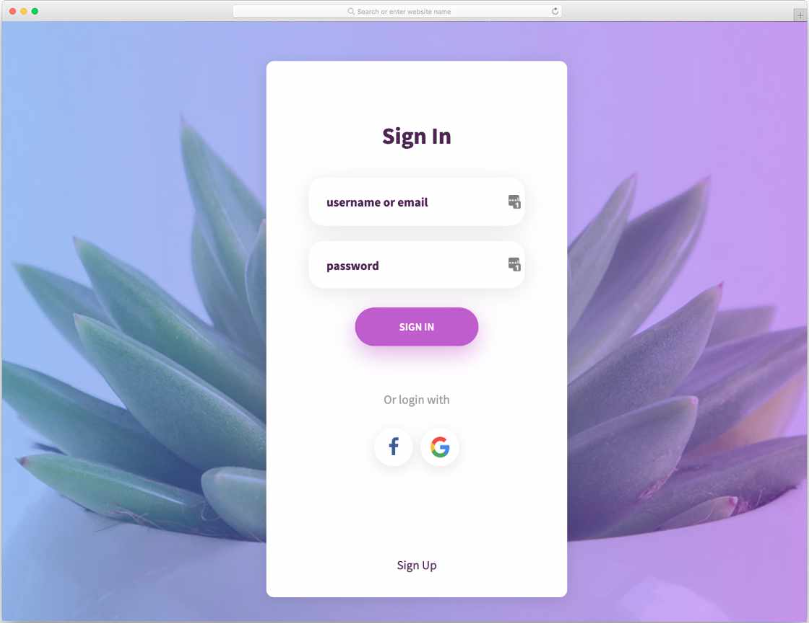 Search or enter website name
Sign In
username or email
password
SIGN IN
Or login with
Sign Up